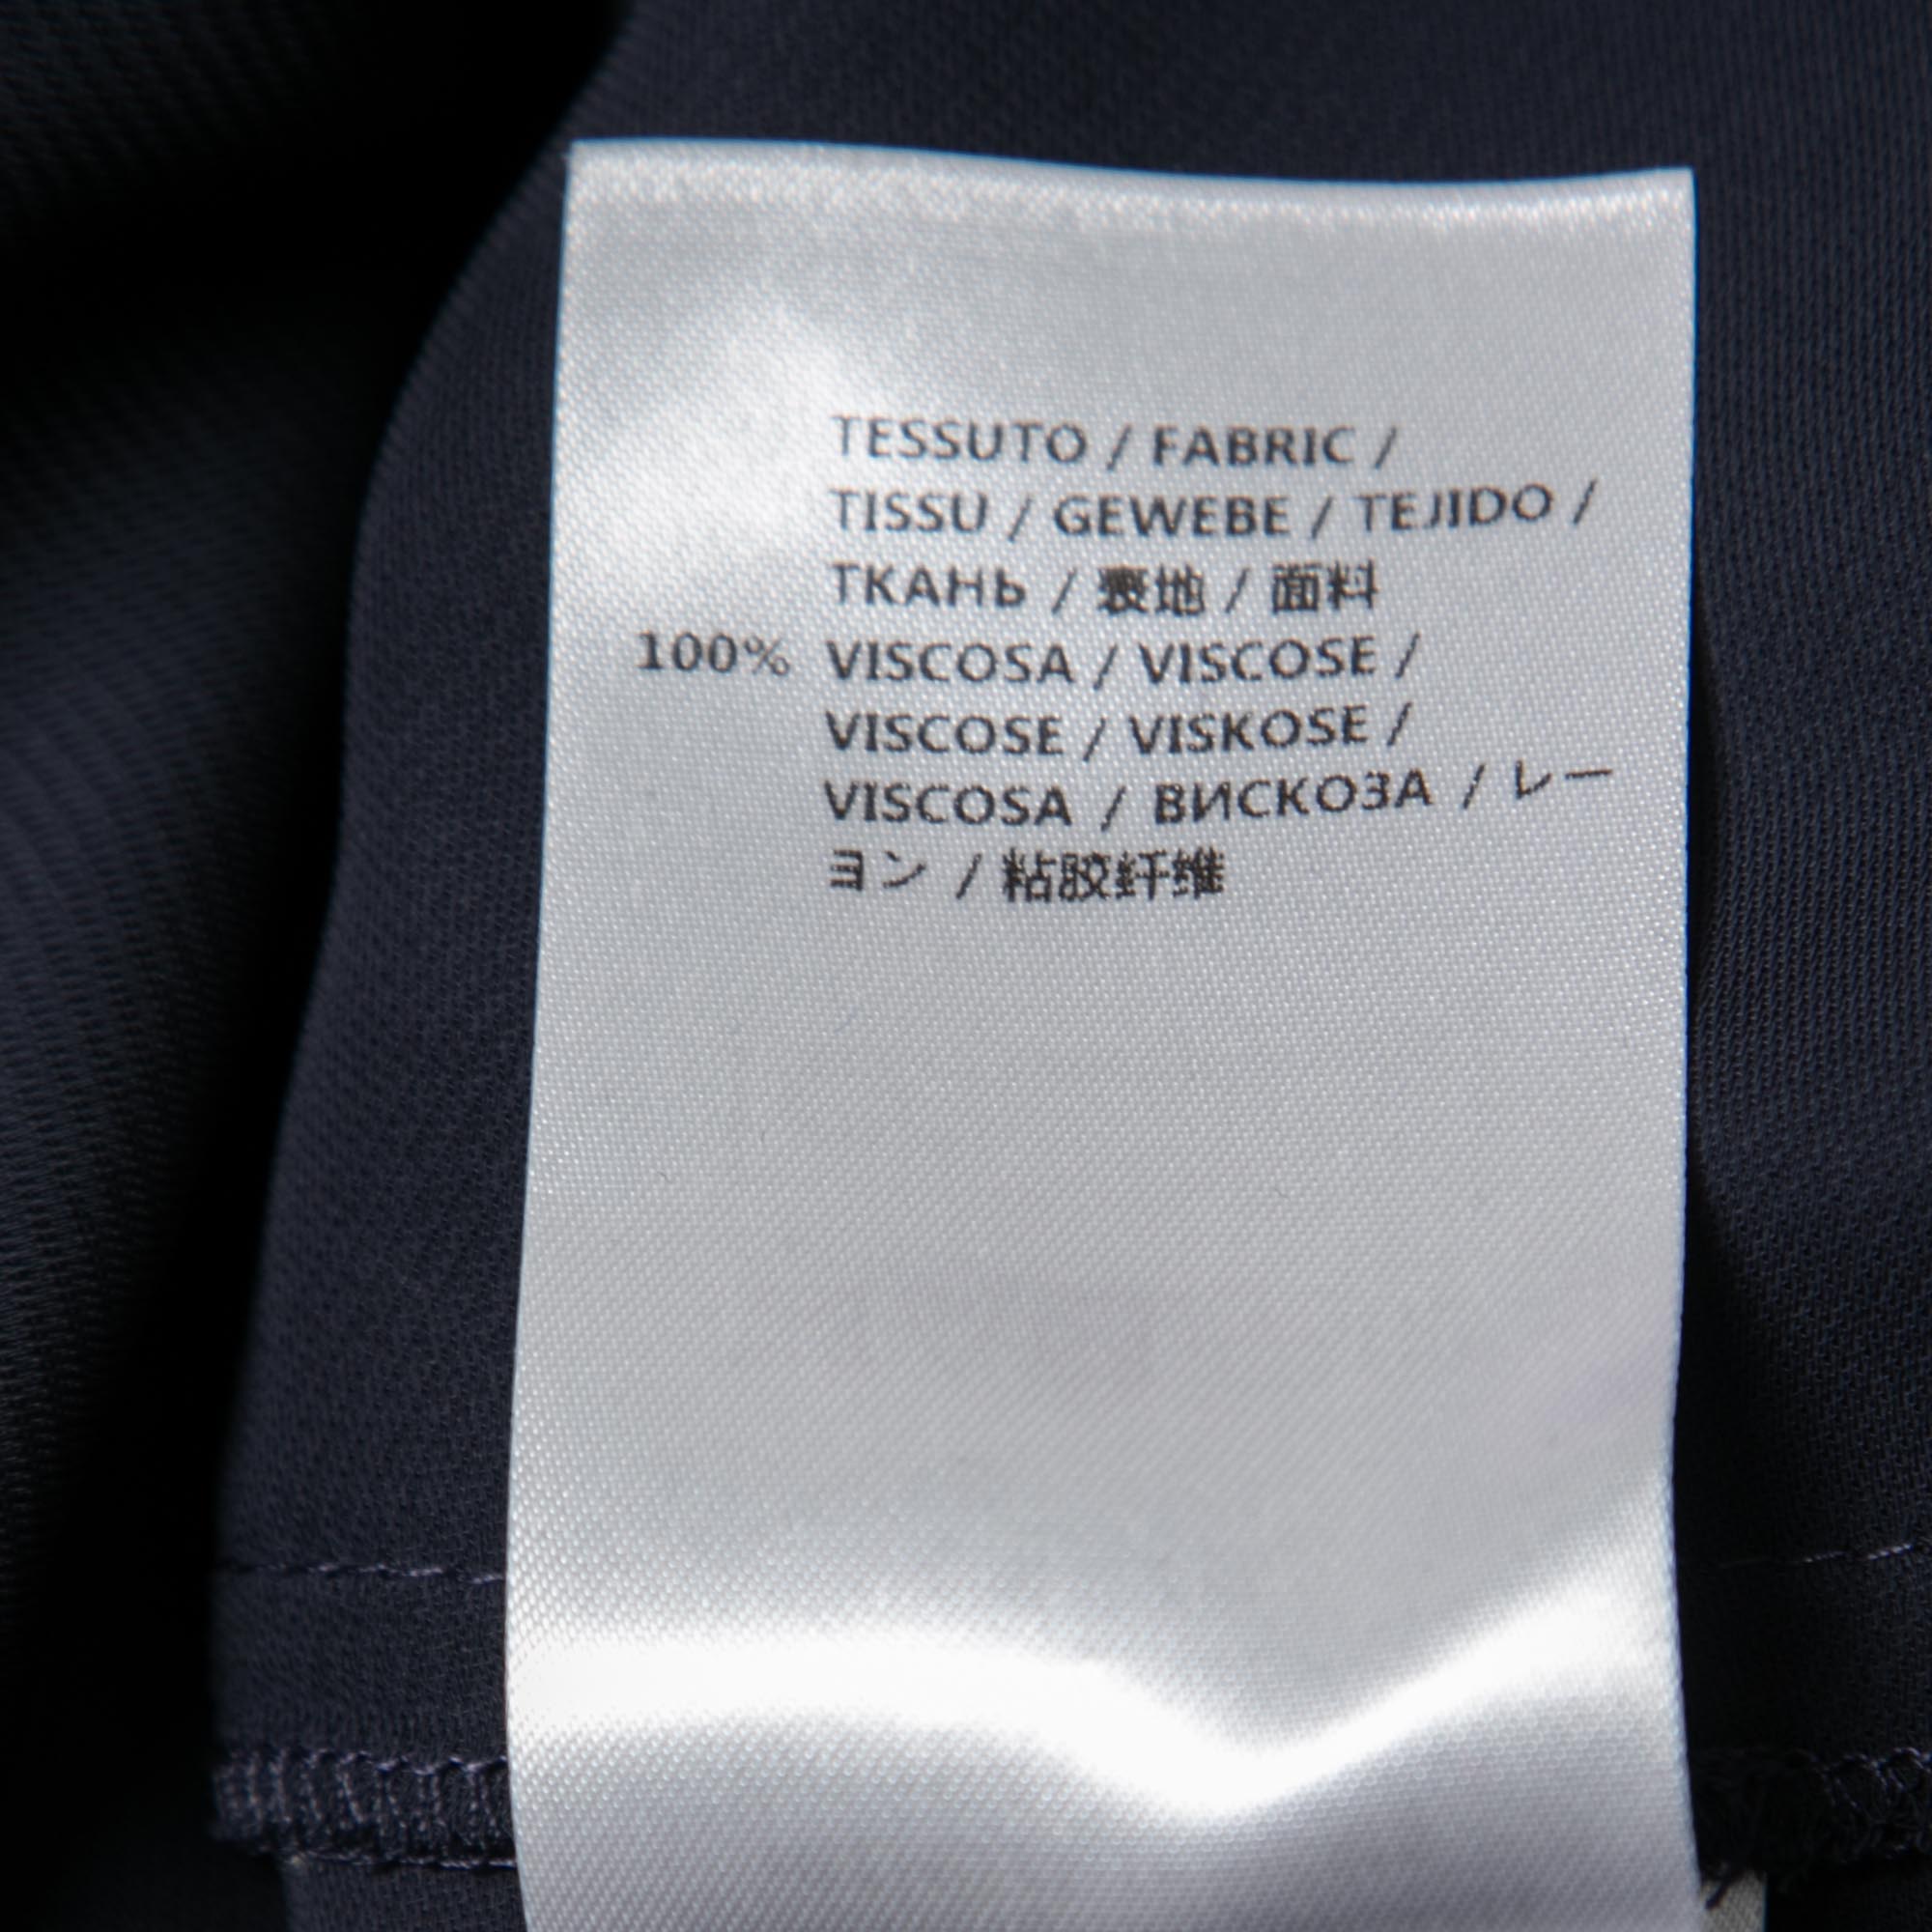 TESSUTO / FABRIC /
TISSU / GEWEBE / TEJIDO /
ТКАНЬ / 表地 / 面料
100% VISCOSA / VISCOSE /
VISCOSE / VISKOSE /
VISCOSA / ВИСКОЗА / レー
ヨン / 粘胶纤维